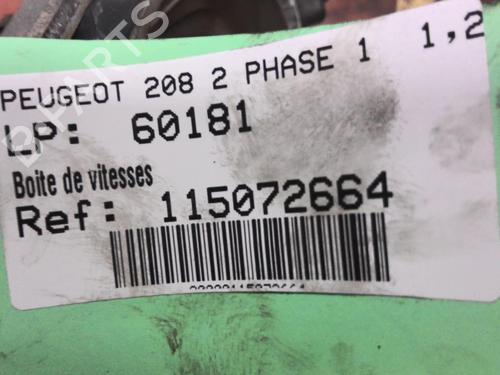 PEUGEOT 208 2 PHASE 1 1,2
LP: 60181
Boite de vitesses
Ref: 115072664